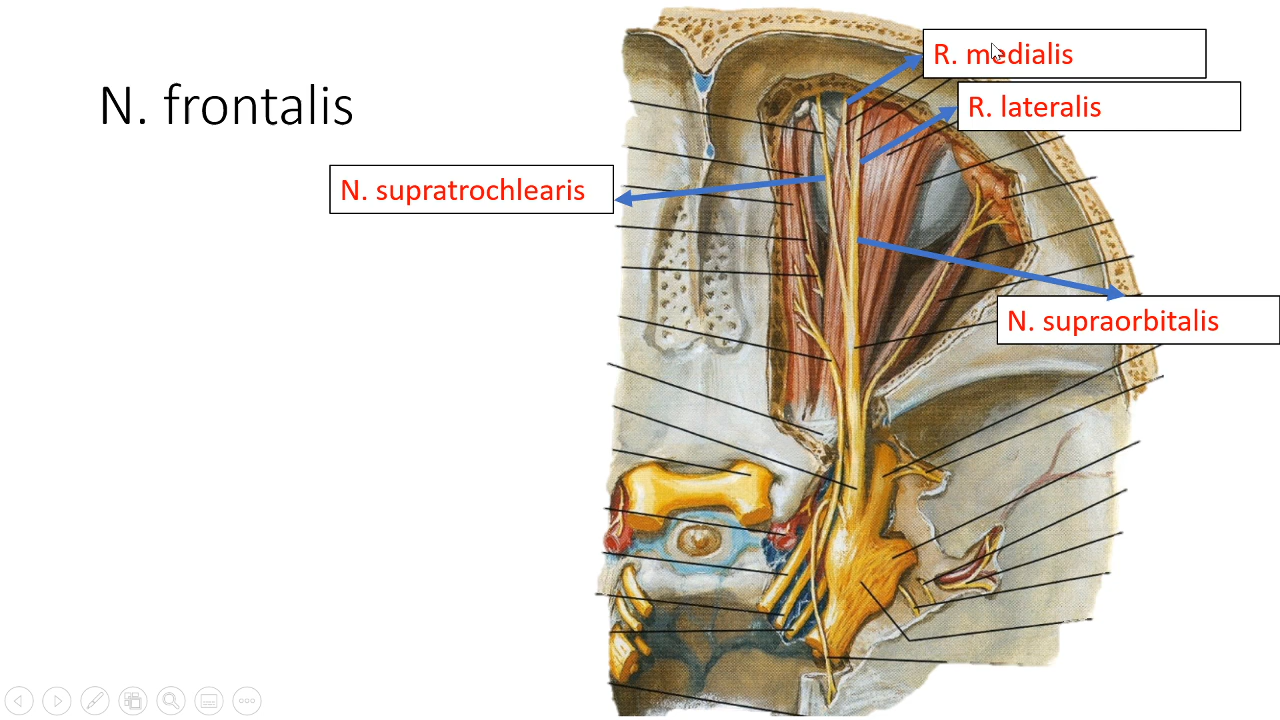 N. frontalis
R. medialis
R. lateralis
N. supratrochlearis
N. supraorbitalis